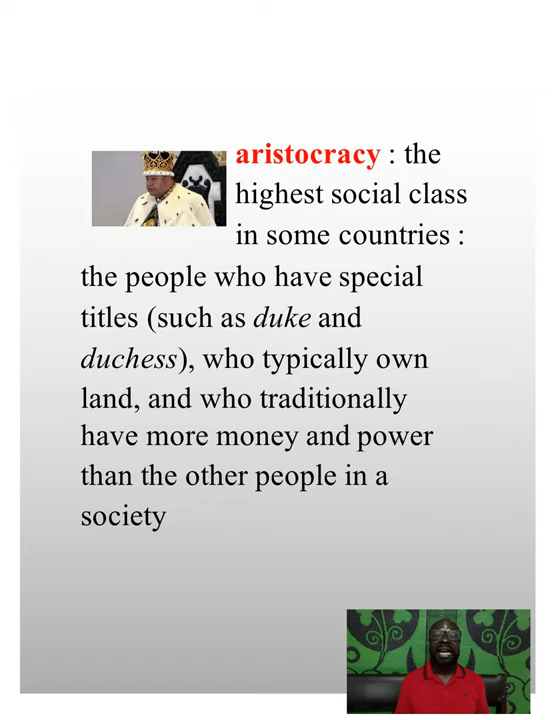 aristocracy : the
highest social class
in some countries :
the people who have special
titles (such as duke and
duchess), who typically own
land, and who traditionally
have more money and power
than the other people in a
society